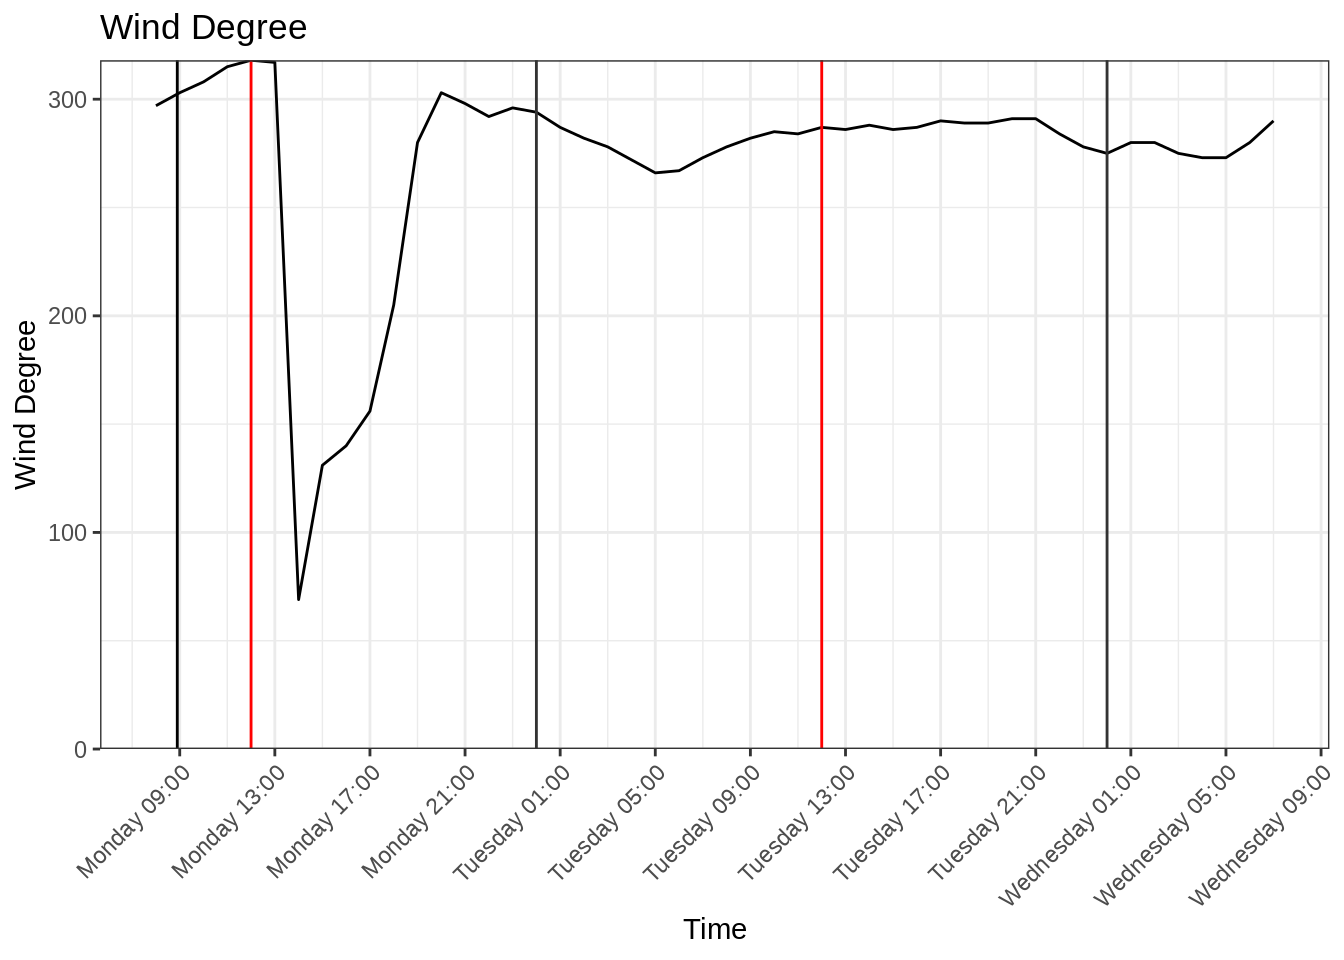 Wind Degree
Wind Degree
300
200
100
0
Monday 09:00
Monday 13:00
Monday 17:00
Monday 21:00
Tuesday 01:00
Tuesday 05:00
Tuesday 09:00
Tuesday 13:00
Tuesday 17:00
Tuesday 21:00
Wednesday 01:00
Wednesday 05:00
Wednesday 09:00
Time